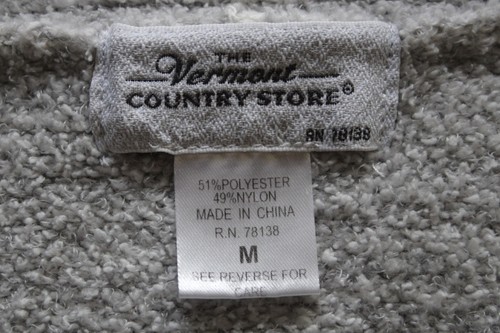 THE
Vermont
COUNTRY STORE®
RN 78138
51%POLYESTER
49%NYLON
MADE IN CHINA
R.N. 78138
M
SEE REVERSE FOR
CARE